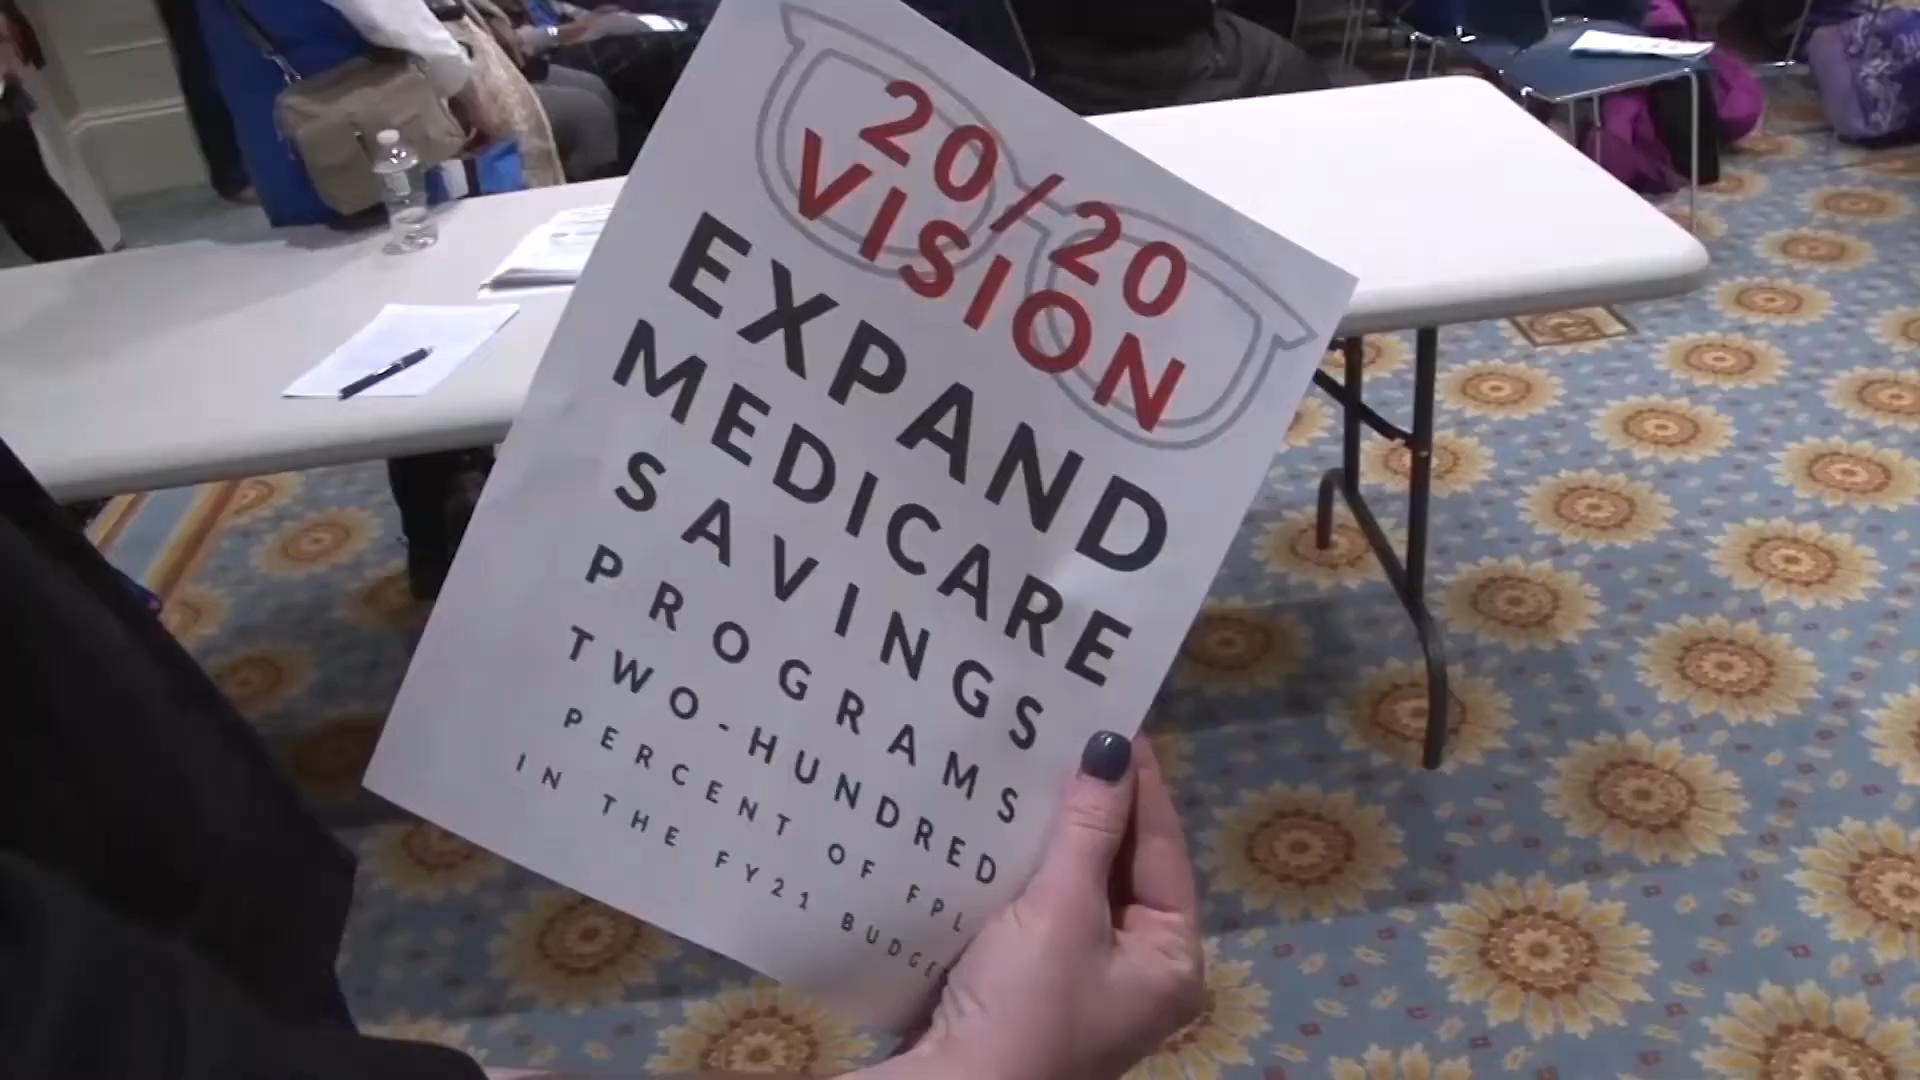 20/20
VISION
EXPAND
MEDICARE
SAVINGS
PROGRAMS
TWO-HUNDRED
PERCENT OF FPL
IN THE FY21